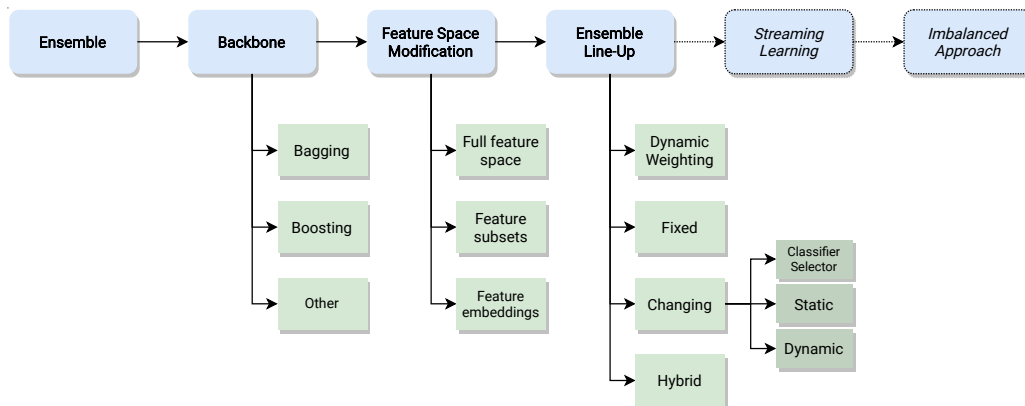 Ensemble
Backbone
Feature Space
Modification
Ensemble
Line-Up
Streaming
Learning
Imbalanced
Approach
Bagging
Boosting
Other
Full feature
space
Feature
subsets
Feature
embeddings
Dynamic
Weighting
Fixed
Changing
Hybrid
Classifier
Selector
Static
Dynamic